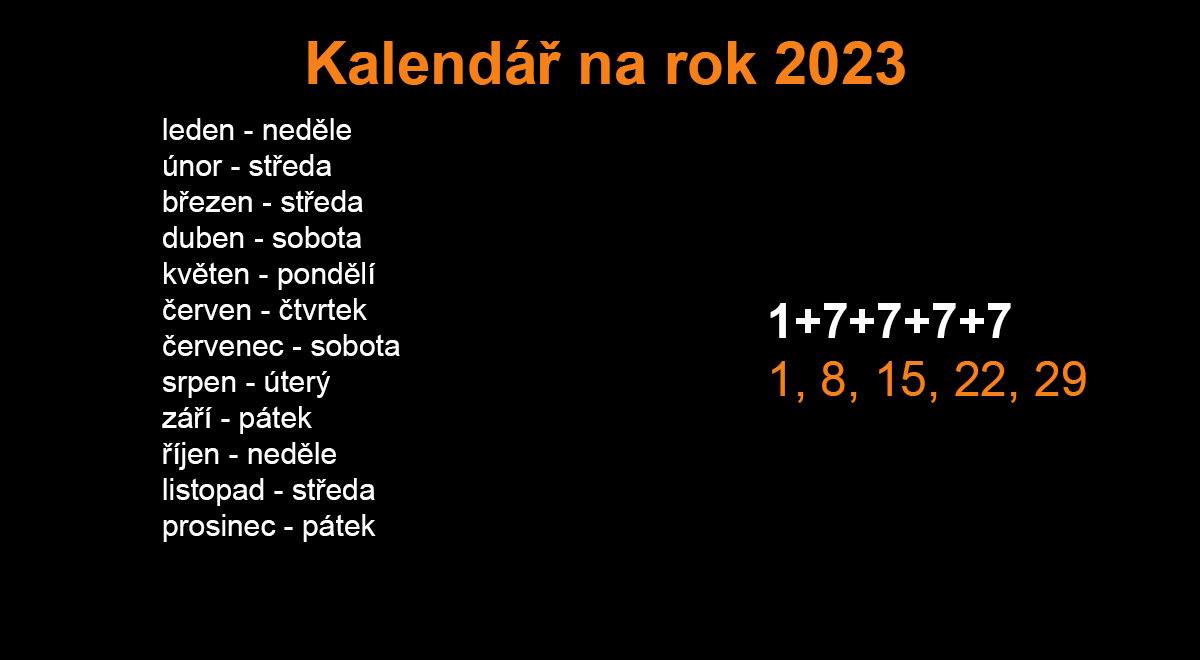 Kalendář na rok 2023
leden - neděle
únor - středa
březen - středa
duben - sobota
květen - pondělí
červen - čtvrtek
červenec - sobota
srpen - úterý
září - pátek
říjen - neděle
listopad - středa
prosinec - pátek
1+7+7+7+7
1, 8, 15, 22, 29